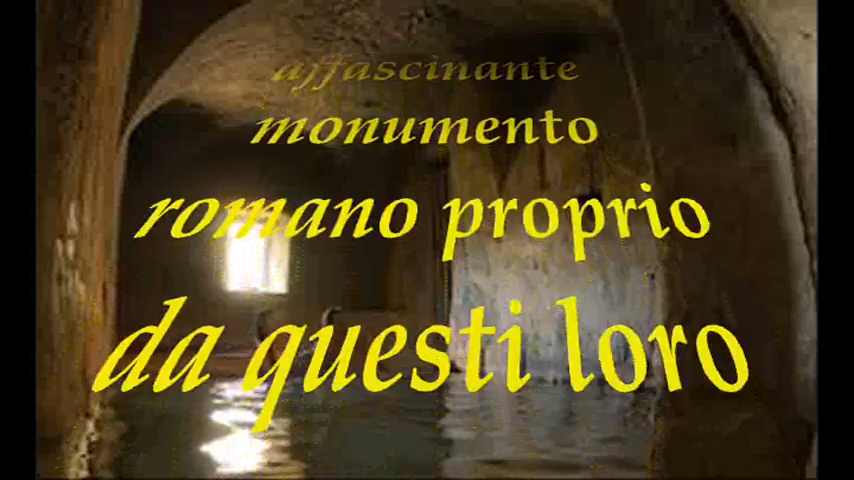 affascinante
monumento
romano proprio
da questi loro